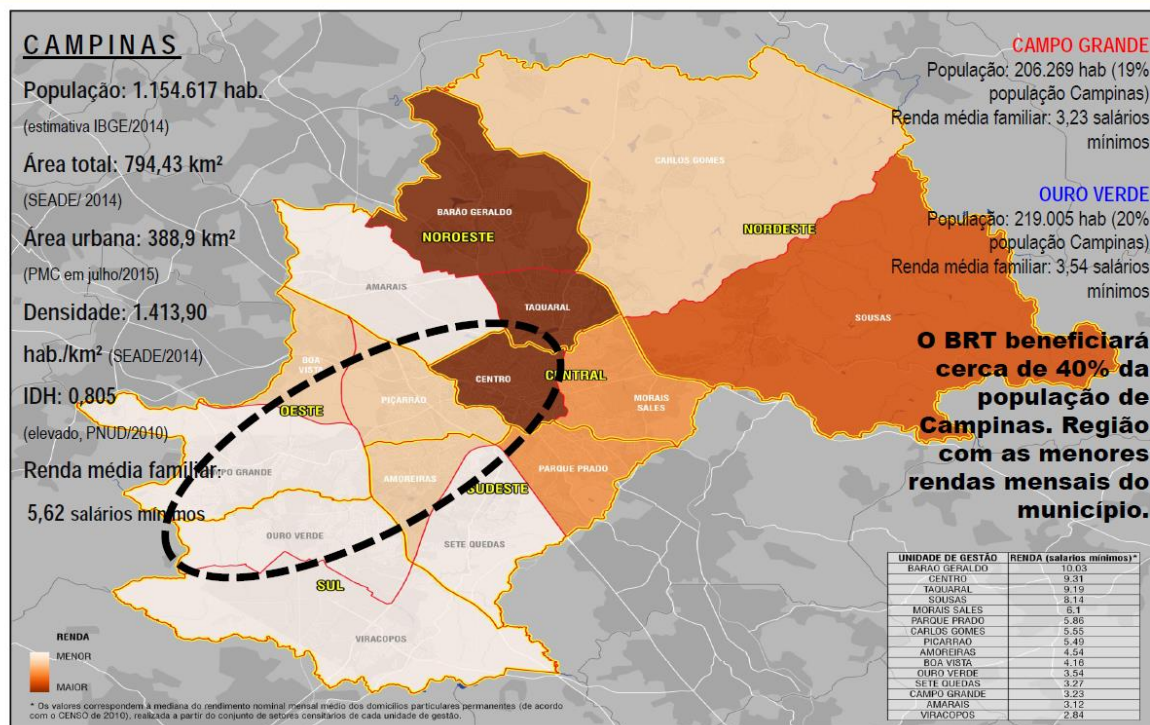 CAMPINAS
População: 1.154.617 hab.
(estimativa IBGE/2014)
Área total: 794,43 km²
(SEADE/ 2014)
Área urbana: 388,9 km²
(PMC em julho/2015)
Densidade: 1.413,90
hab./km² (SEADE/2014)
IDH: 0,805
(elevado, PNUD/2010)
Renda média familiar:
5,62 salários mínimos
CAMPO GRANDE
População: 206.269 hab (19%
população Campinas)
Renda média familiar: 3,23 salários
mínimos
OURO VERDE
População: 219.005 hab (20%
população Campinas)
Renda média familiar: 3,54 salários
mínimos
O BRT beneficiará
cerca de 40% da
população de
Campinas. Região
com as menores
rendas mensais do
município.
CARLOS GOMES
BARÃO GERALDO
NOROESTE
NORDESTE
AMARAIS
TAQUARAL
SOUSAS
BOA
VISTA
CENTRO
CENTRAL
PIÇARRÃO
MORAIS
SALES
OESTE
CAMPO GRANDE
AMOREIRAS
PARQUE PRADO
SUDESTE
OURO VERDE
SETE QUEDAS
SUL
VIRACOPOS
RENDA
MENOR
MAIOR
* Os valores correspondem a mediana do rendimento nominal mensal médio dos domicílios particulares permanentes (de acordo
com o CENSO de 2010), realizada a partir do conjunto de setores censitarios de cada unidade de gestão.
UNIDADE DE GESTÃO RENDA (salarios mínimos)*
BARAO GERALDO 10.03
CENTRO 9.31
TAQUARAL 9.19
SOUSAS 8.14
MORAIS SALES 6.1
PARQUE PRADO 5.86
CARLOS GOMES 5.55
PICARRAO 5.49
AMOREIRAS 4.54
BOA VISTA 4.16
OURO VERDE 3.54
SETE QUEDAS 3.27
CAMPO GRANDE 3.23
AMARAIS 3.12
VIRACOPOS 2.84